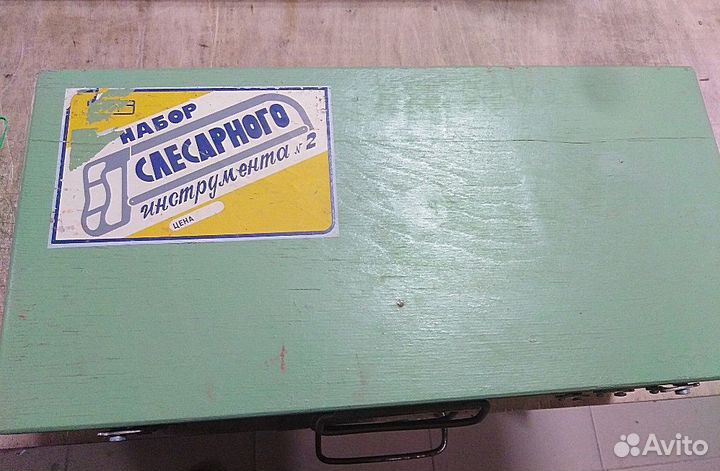 НАБОР
СЛЕСАРНОГО
инструмента №2
ЦЕНА
Avito